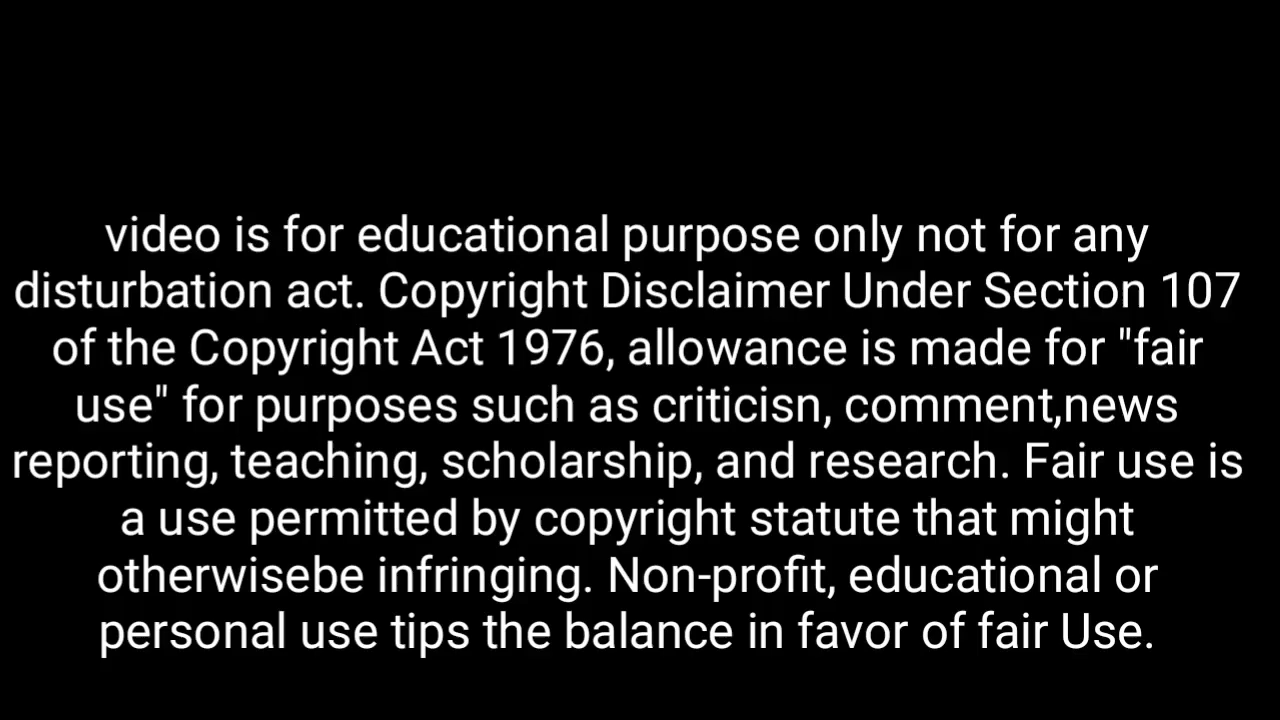 video is for educational purpose only not for any
disturbation act. Copyright Disclaimer Under Section 107
of the Copyright Act 1976, allowance is made for "fair
use" for purposes such as criticisn, comment,news
reporting, teaching, scholarship, and research. Fair use is
a use permitted by copyright statute that might
otherwisebe infringing. Non-profit, educational or
personal use tips the balance in favor of fair Use.